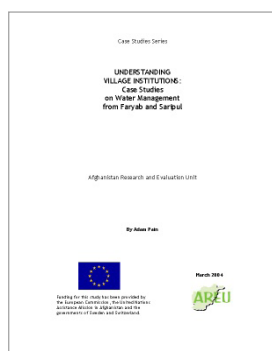 Case Studies Series
UNDERSTANDING
VILLAGE INSTITUTIONS:
Case Studies
on Water Management
from Faryab and Saripul
Afghanistan Research and Evaluation Unit
By Adam Pain
March 2004
Funding for this study has been provided by
the European Commission, the United Nations
Assistance Mission in Afghanistan and the
governments of Sweden and Switzerland.
AREU